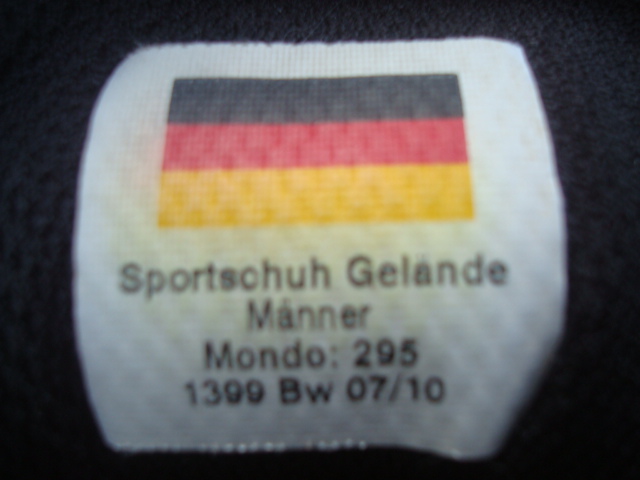 Sportschuh Gelände
Männer
Mondo: 295
1399 Bw 07/10